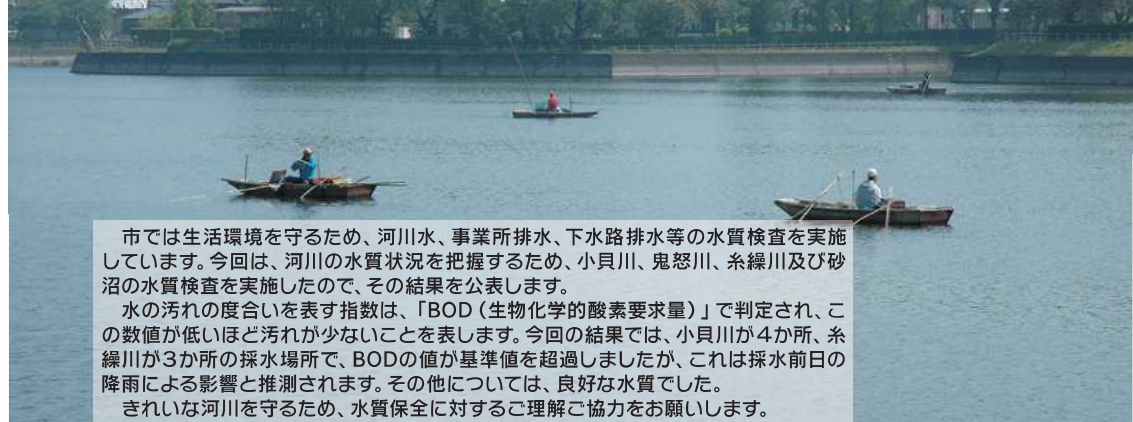 市では生活環境を守るため、河川水、事業所排水、下水路排水等の水質検査を実施
しています。今回は、河川の水質状況を把握するため、小貝川、鬼怒川、糸繰川及び砂
沼の水質検査を実施したので、その結果を公表します。
　水の汚れの度合いを表す指数は、「BOD（生物化学的酸素要求量）」で判定され、こ
の数値が低いほど汚れが少ないことを表します。今回の結果では、小貝川が4か所、糸
繰川が3か所の採水場所で、BODの値が基準値を超過しましたが、これは採水前日の
降雨による影響と推測されます。その他については、良好な水質でした。
　きれいな河川を守るため、水質保全に対するご理解ご協力をお願いします。